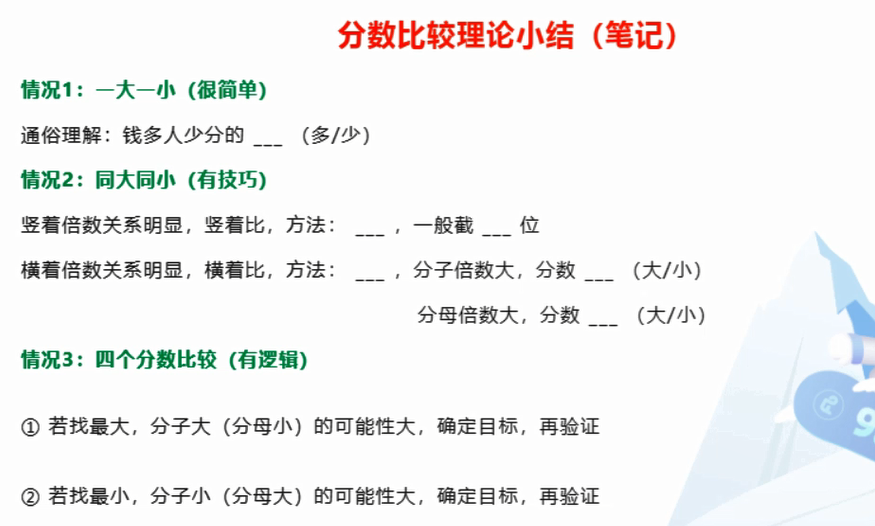 分数比较理论小结（笔记）
情况1：一大一小（很简单）
通俗理解：钱多人少分的 ___ （多/少）
情况2：同大同小（有技巧）
竖着倍数关系明显，竖着比，方法： ___ ，一般截 ___ 位
横着倍数关系明显，横着比，方法： ___ ，分子倍数大，分数 ___ （大/小）
分母倍数大，分数 ___ （大/小）
情况3：四个分数比较（有逻辑）
① 若找最大，分子大（分母小）的可能性大，确定目标，再验证
② 若找最小，分子小（分母大）的可能性大，确定目标，再验证